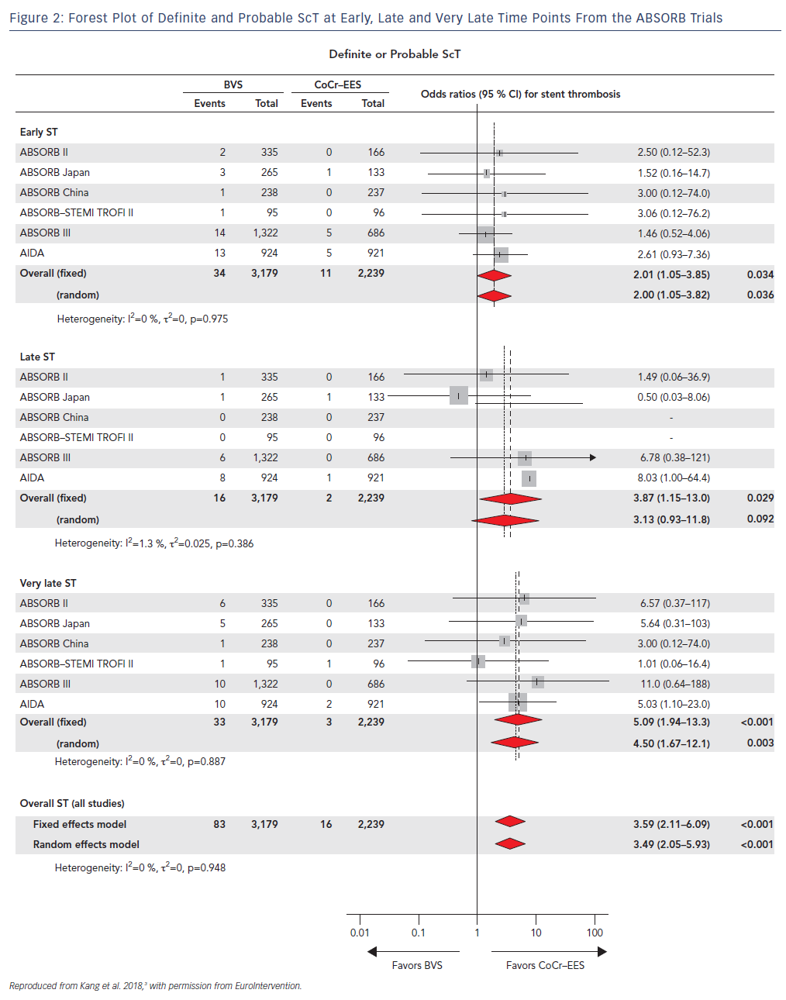 Figure 2: Forest Plot of Definite and Probable ScT at Early, Late and Very Late Time Points From the ABSORB Trials
Definite or Probable ScT
BVS CoCr–EES
Odds ratios (95 % CI) for stent thrombosis
Events Total Events Total
Early ST
ABSORB II 2 335 0 166 2.50 (0.12–52.3)
ABSORB Japan 3 265 1 133 1.52 (0.16–14.7)
ABSORB China 1 238 0 237 3.00 (0.12–74.0)
ABSORB–STEMI TROFI II 1 95 0 96 3.06 (0.12–76.2)
ABSORB III 14 1,322 5 686 1.46 (0.52–4.06)
AIDA 13 924 5 921 2.61 (0.93–7.36)
Overall (fixed) 34 3,179 11 2,239 2.01 (1.05–3.85) 0.034
(random) 2.00 (1.05–3.82) 0.036
Heterogeneity: I²=0 %, τ²=0, p=0.975
Late ST
ABSORB II 1 335 0 166 1.49 (0.06–36.9)
ABSORB Japan 1 265 1 133 0.50 (0.03–8.06)
ABSORB China 0 238 0 237 -
ABSORB–STEMI TROFI II 0 95 0 96 -
ABSORB III 6 1,322 0 686 6.78 (0.38–121)
AIDA 8 924 1 921 8.03 (1.00–64.4)
Overall (fixed) 16 3,179 2 2,239 3.87 (1.15–13.0) 0.029
(random) 3.13 (0.93–11.8) 0.092
Heterogeneity: I²=1.3 %, τ²=0.025, p=0.386
Very late ST
ABSORB II 6 335 0 166 6.57 (0.37–117)
ABSORB Japan 5 265 0 133 5.64 (0.31–103)
ABSORB China 1 238 0 237 3.00 (0.12–74.0)
ABSORB–STEMI TROFI II 1 95 1 96 1.01 (0.06–16.4)
ABSORB III 10 1,322 0 686 11.0 (0.64–188)
AIDA 10 924 2 921 5.03 (1.10–23.0)
Overall (fixed) 33 3,179 3 2,239 5.09 (1.94–13.3) <0.001
(random) 4.50 (1.67–12.1) 0.003
Heterogeneity: I²=0 %, τ²=0, p=0.887
Overall ST (all studies)
Fixed effects model 83 3,179 16 2,239 3.59 (2.11–6.09) <0.001
Random effects model 3.49 (2.05–5.93) <0.001
Heterogeneity: I²=0 %, τ²=0, p=0.948
0.01 0.1 1 10 100
Favors BVS Favors CoCr–EES
Reproduced from Kang et al. 2018,³ with permission from EuroIntervention.